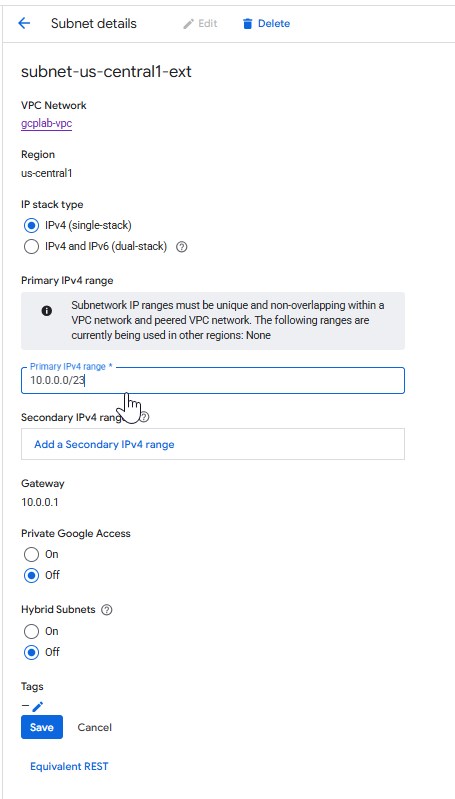 Subnet details
Edit
Delete
subnet-us-central1-ext
VPC Network
gcplab-vpc
Region
us-central1
IP stack type
IPv4 (single-stack)
IPv4 and IPv6 (dual-stack)
Primary IPv4 range
Subnetwork IP ranges must be unique and non-overlapping within a
VPC network and peered VPC network. The following ranges are
currently being used in other regions: None
Primary IPv4 range *
10.0.0.0/23
Secondary IPv4 rang
Add a Secondary IPv4 range
Gateway
10.0.0.1
Private Google Access
On
Off
Hybrid Subnets
On
Off
Tags
—
Save
Cancel
Equivalent REST